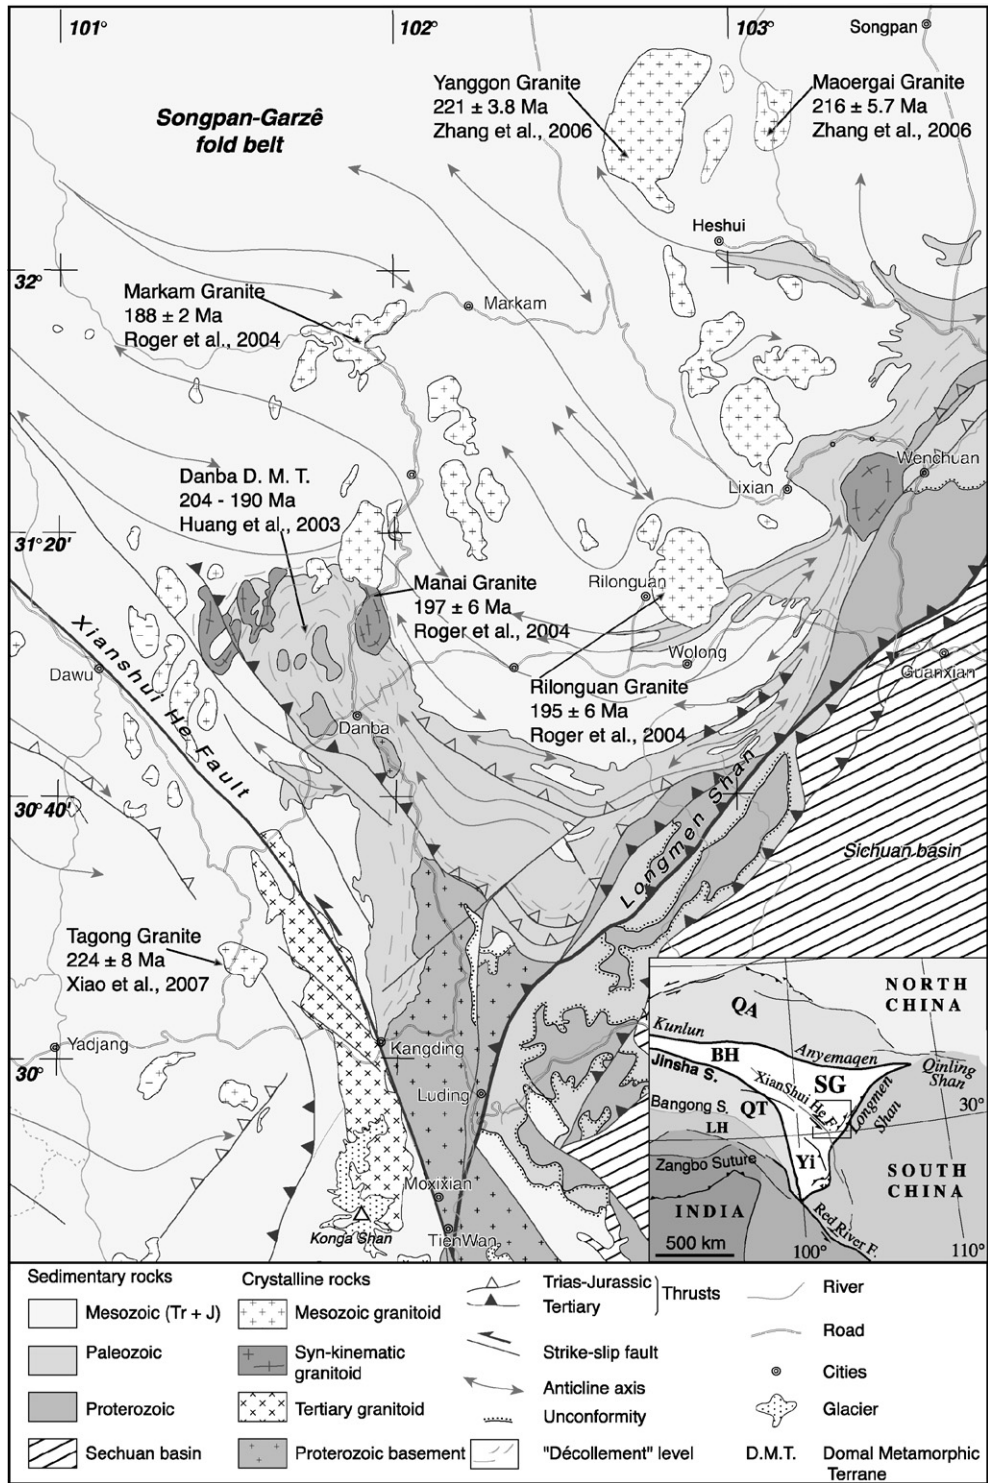 101°
102°
103°
Songpan
Songpan-Garzê
fold belt
Yanggon Granite
221 ± 3.8 Ma
Zhang et al., 2006
Maoergai Granite
216 ± 5.7 Ma
Zhang et al., 2006
Heshui
32°
Markam Granite
188 ± 2 Ma
Roger et al., 2004
Markam
Danba D. M. T.
204 - 190 Ma
Huang et al., 2003
Lixian
Wenchuan
31°20'
Manai Granite
197 ± 6 Ma
Roger et al., 2004
Rilonguan
Wolong
Guanxian
Dawu
Xianshui He Fault
Rilonguan Granite
195 ± 6 Ma
Roger et al., 2004
Danba
30°40'
Longmen Shan
Sichuan basin
Tagong Granite
224 ± 8 Ma
Xiao et al., 2007
Yadjang
30°
Kangding
Luding
Moxixian
Konga Shan
TienWan
NORTH
CHINA
QA
Kunlun
BH
Anyemaqen
Qinling
Shan
Jinsha S.
XianShui He F.
SG
Longmen
Shan
30°
Bangong S.
QT
LH
Yi
Zangbo Suture
SOUTH
CHINA
INDIA
Red River F.
500 km
100°
110°
Sedimentary rocks
Mesozoic (Tr + J)
Paleozoic
Proterozoic
Sechuan basin
Crystalline rocks
Mesozoic granitoid
Syn-kinematic
granitoid
Tertiary granitoid
Proterozoic basement
Trias-Jurassic
Tertiary
Thrusts
Strike-slip fault
Anticline axis
Unconformity
"Décollement" level
River
Road
Cities
Glacier
D.M.T. Domal Metamorphic
Terrane